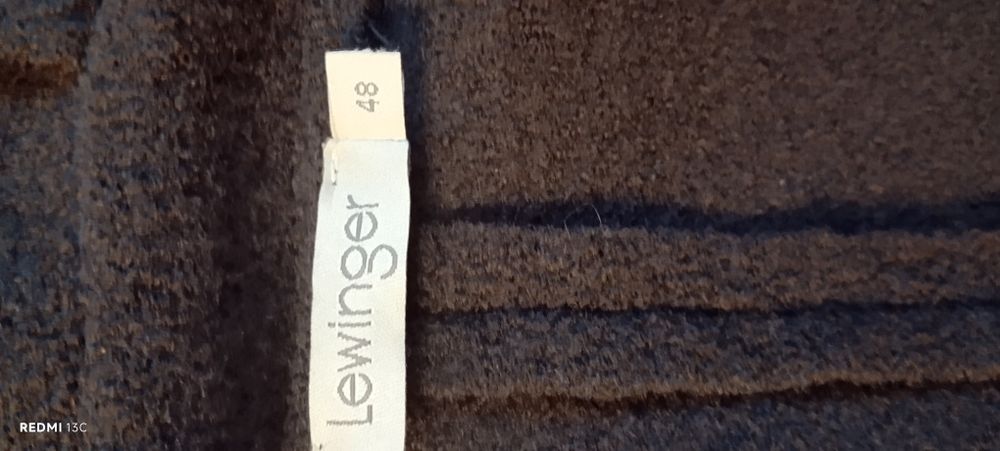 48
Lewinger
REDMI 13C